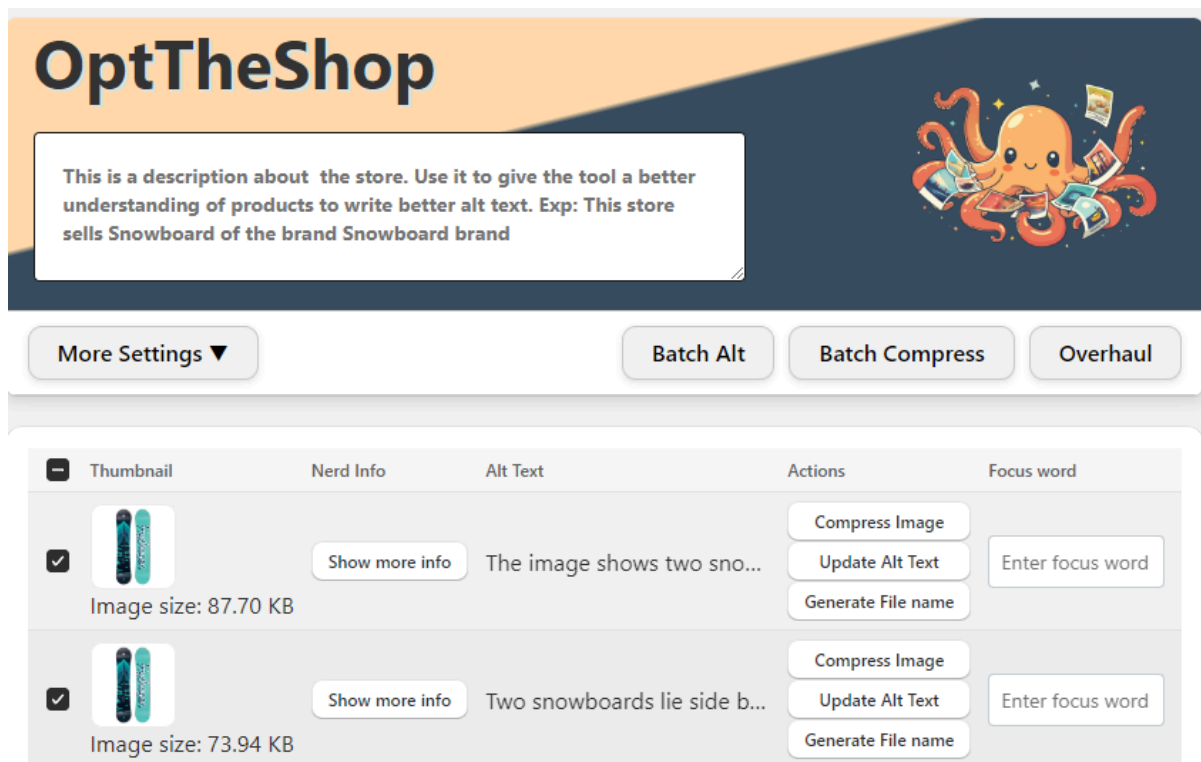 OptTheShop
This is a description about  the store. Use it to give the tool a better
understanding of products to write better alt text. Exp: This store
sells Snowboard of the brand Snowboard brand
More Settings ▼
Batch Alt
Batch Compress
Overhaul
Thumbnail
Nerd Info
Alt Text
Actions
Focus word
Image size: 87.70 KB
Show more info
The image shows two sno...
Compress Image
Update Alt Text
Generate File name
Enter focus word
Image size: 73.94 KB
Show more info
Two snowboards lie side b...
Compress Image
Update Alt Text
Generate File name
Enter focus word